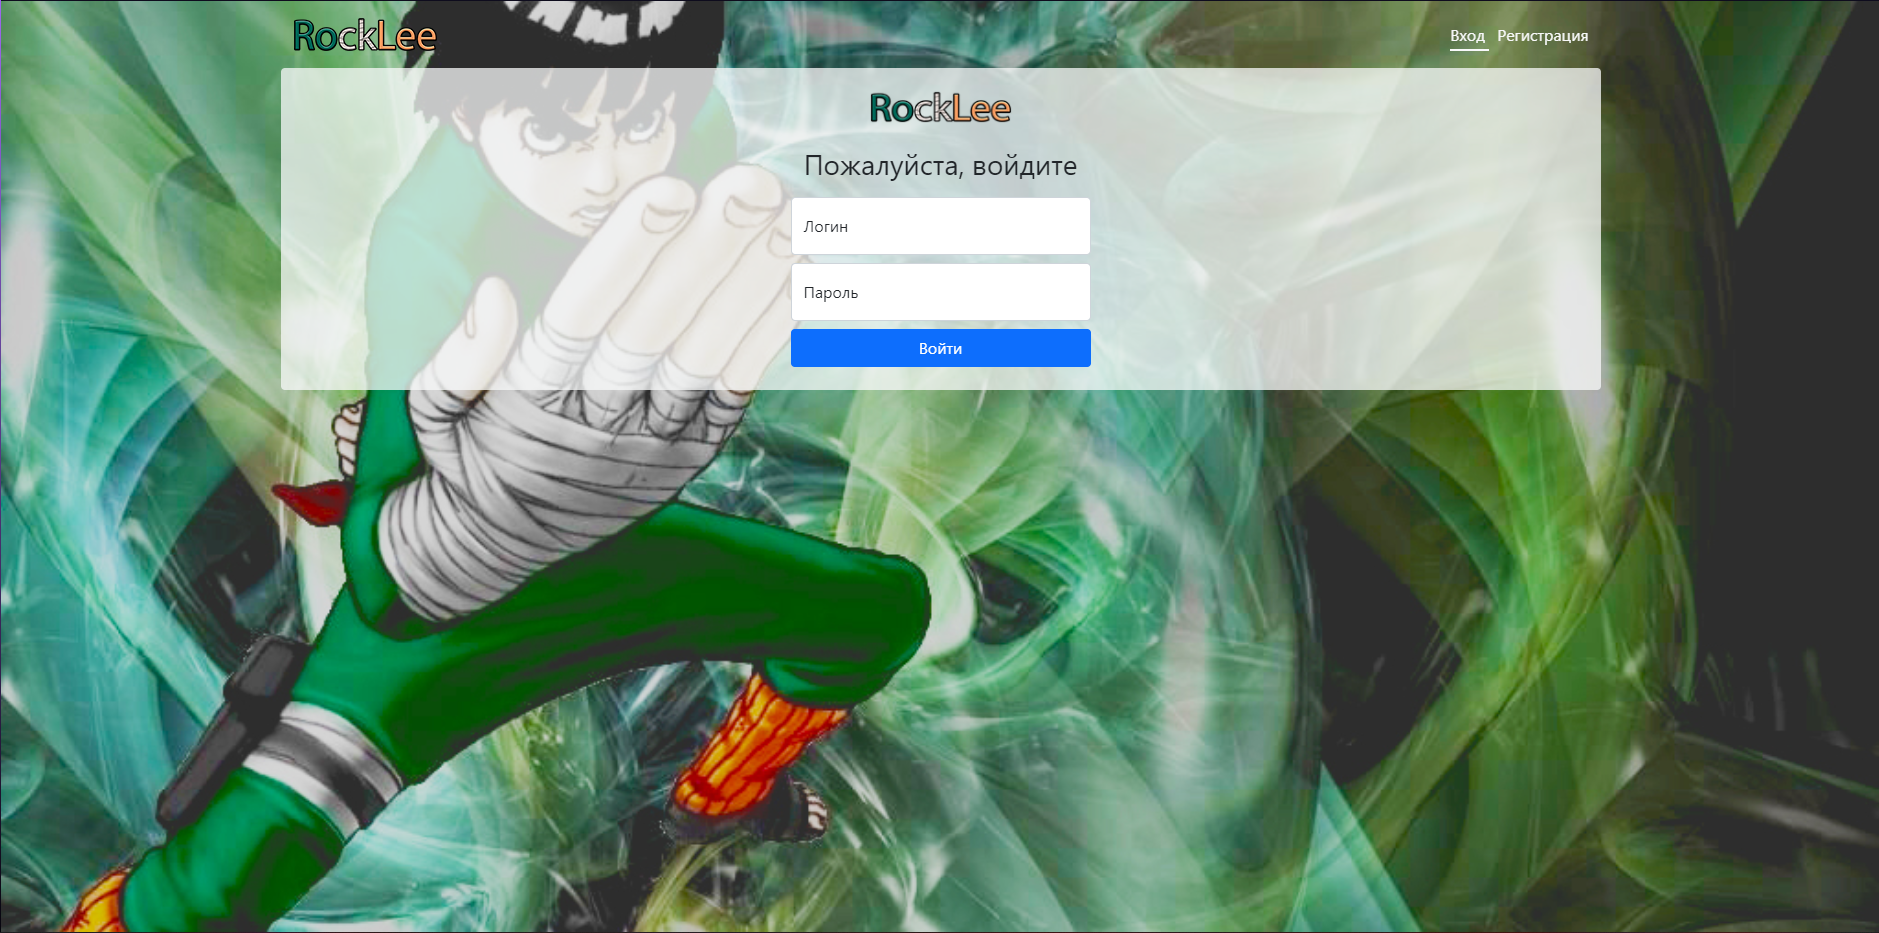 RockLee
Вход Регистрация
RockLee
Пожалуйста, войдите
Логин
Пароль
Войти